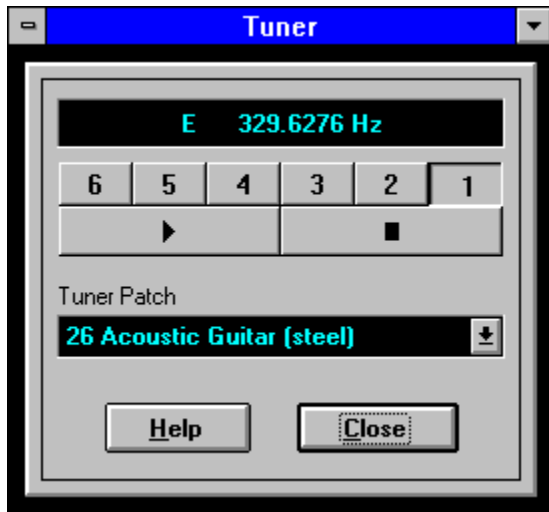 Tuner
E 329.6276 Hz
6 5 4 3 2 1
Tuner Patch
26 Acoustic Guitar (steel)
Help Close